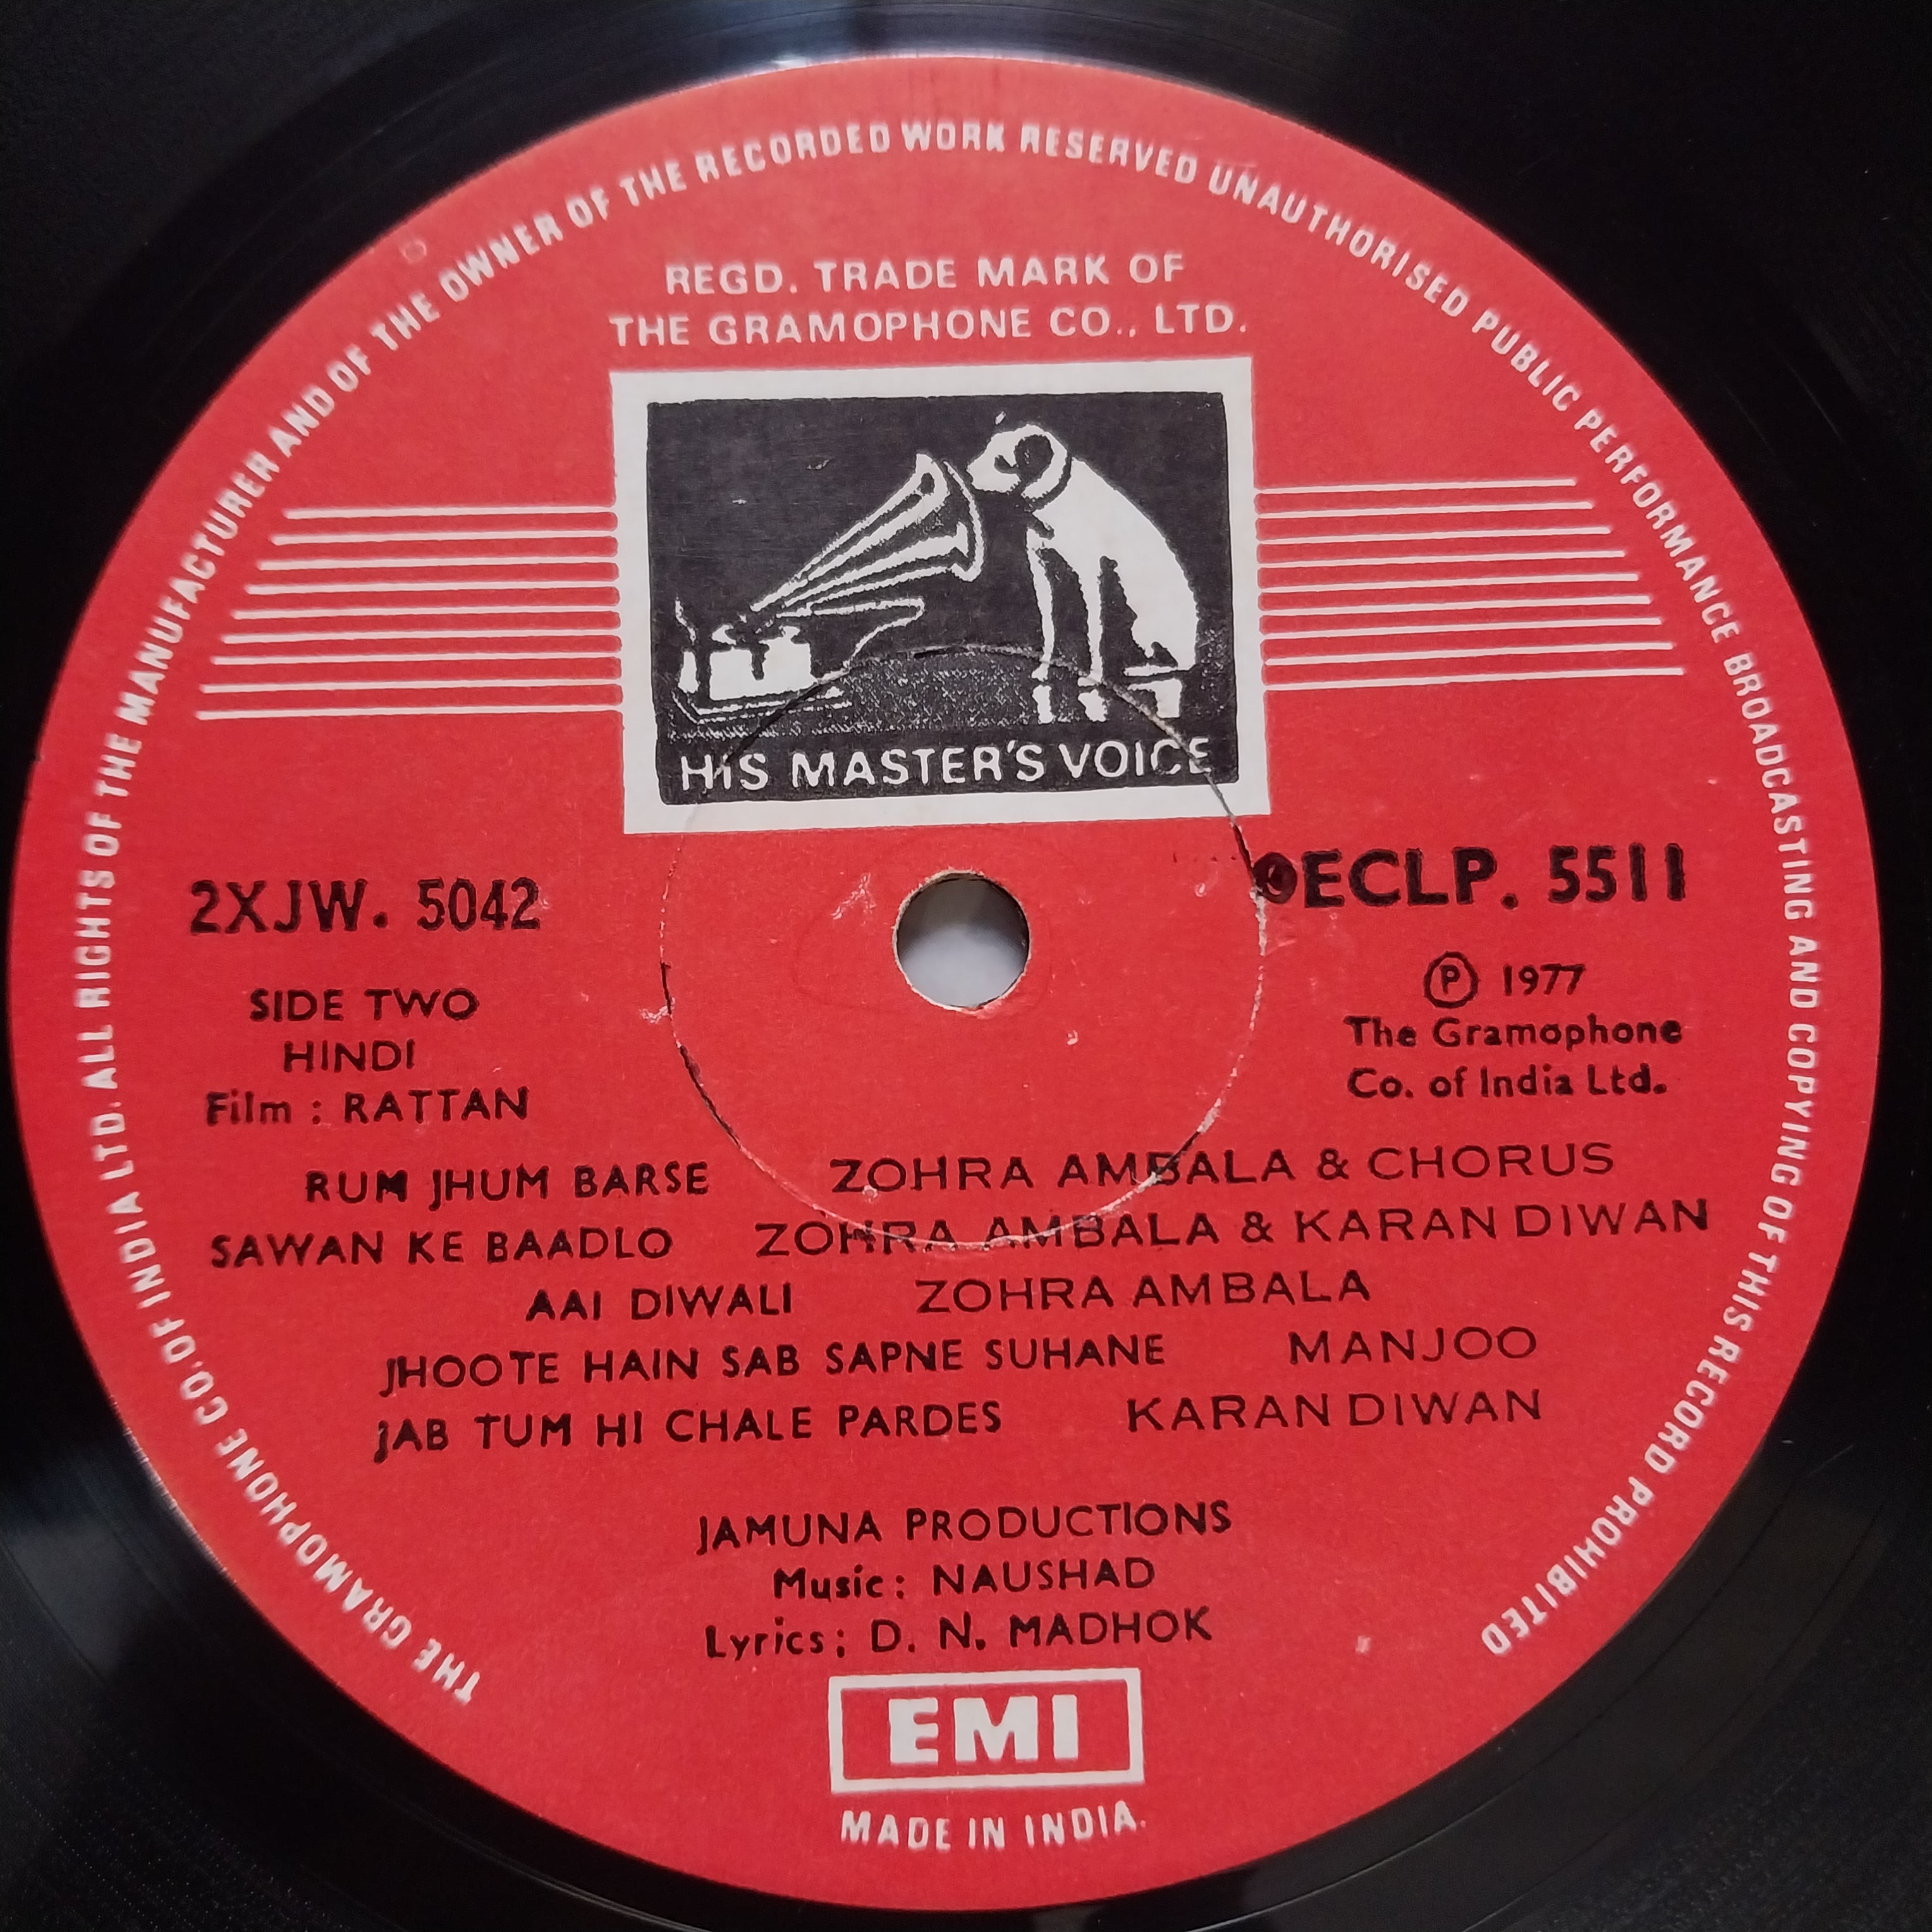 THE GRAMOPHONE CO. OF INDIA LTD. ALL RIGHTS OF THE MANUFACTURER AND OF THE OWNER OF THE RECORDED WORK RESERVED UNAUTHORISED PUBLIC PERFORMANCE BROADCASTING AND COPYING OF THIS RECORD PROHIBITED
REGD. TRADE MARK OF
THE GRAMOPHONE CO., LTD.
HIS MASTER'S VOICE
2XJW. 5042
ECLP. 5511
SIDE TWO
HINDI
Film : RATTAN
Ⓟ 1977
The Gramophone
Co. of India Ltd.
RUM JHUM BARSE ZOHRA AMBALA & CHORUS
SAWAN KE BAADLO ZOHRA AMBALA & KARAN DIWAN
AAI DIWALI ZOHRA AMBALA
JHOOTE HAIN SAB SAPNE SUHANE MANJOO
JAB TUM HI CHALE PARDES KARAN DIWAN
JAMUNA PRODUCTIONS
Music : NAUSHAD
Lyrics ; D. N. MADHOK
EMI
MADE IN INDIA.